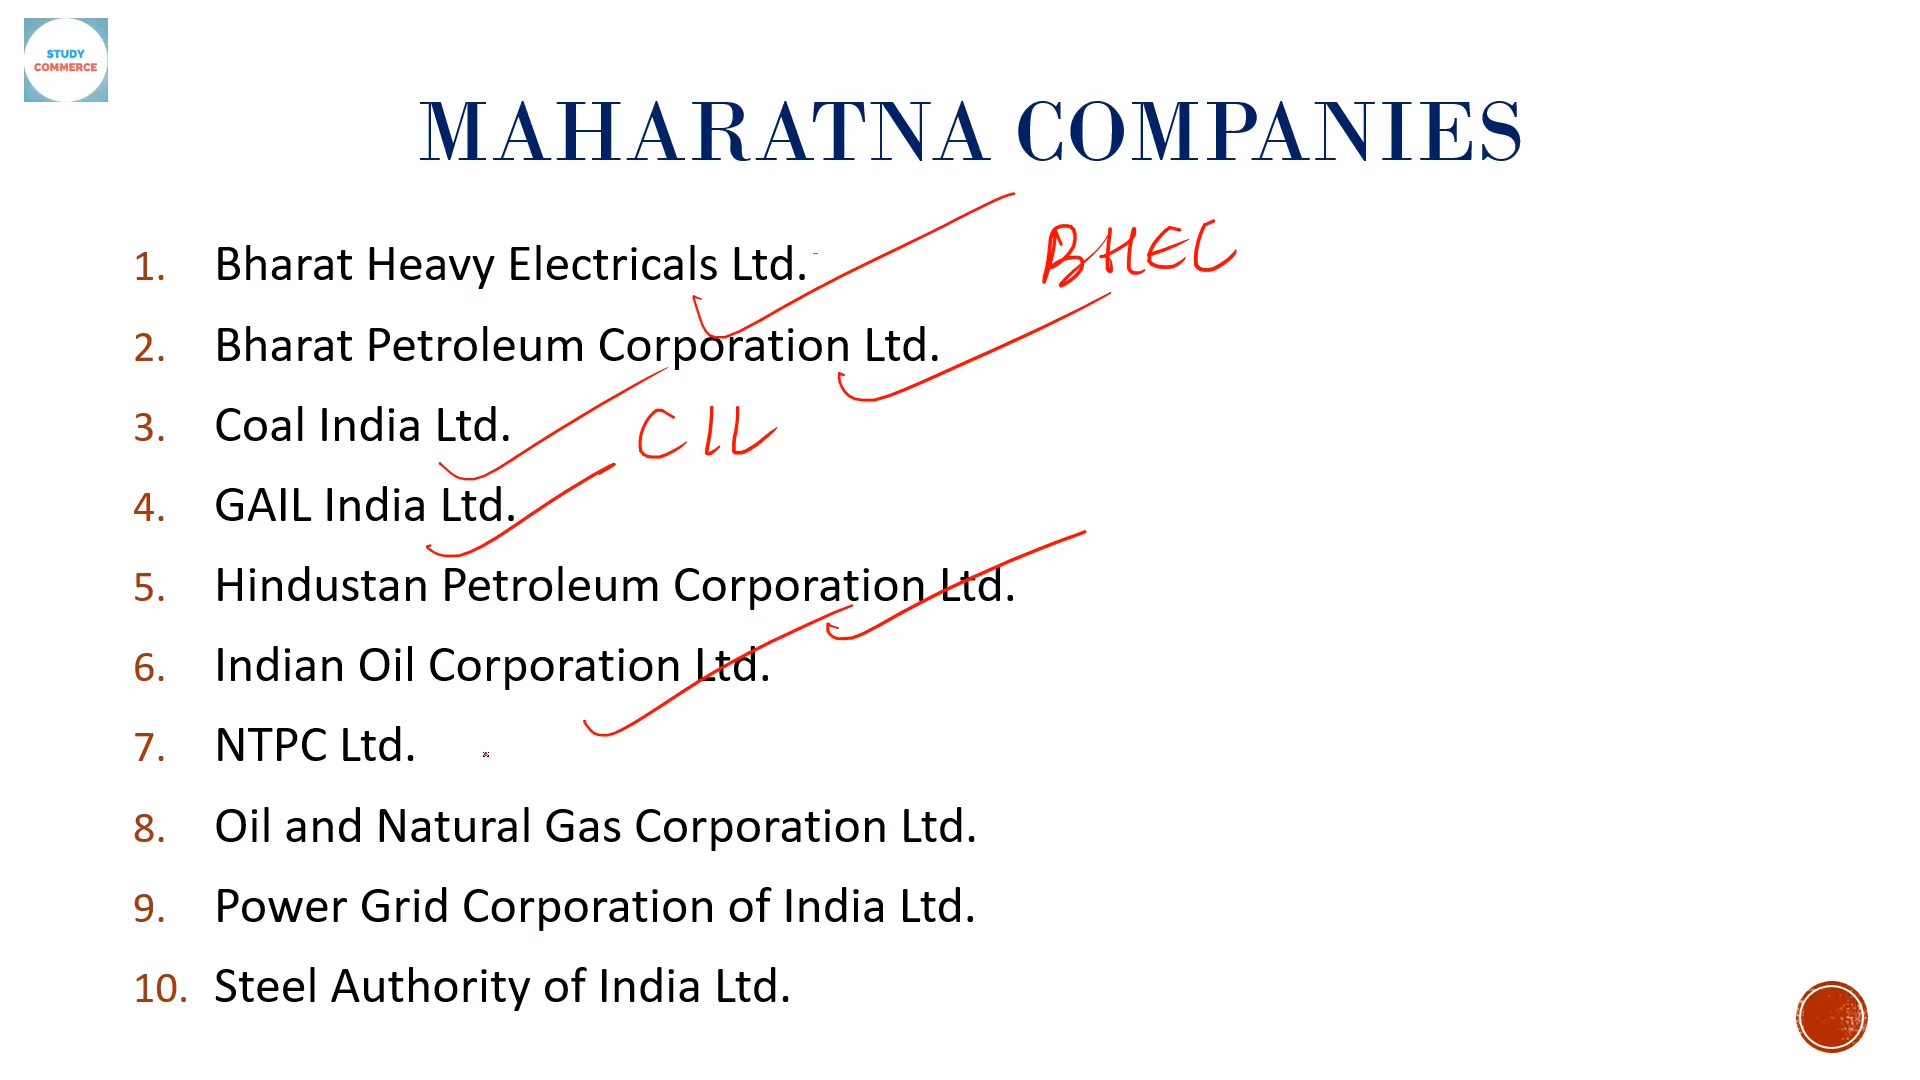 STUDY
COMMERCE
MAHARATNA COMPANIES
1. Bharat Heavy Electricals Ltd.
BHEL
2. Bharat Petroleum Corporation Ltd.
3. Coal India Ltd.
CIL
4. GAIL India Ltd.
5. Hindustan Petroleum Corporation Ltd.
6. Indian Oil Corporation Ltd.
7. NTPC Ltd.
8. Oil and Natural Gas Corporation Ltd.
9. Power Grid Corporation of India Ltd.
10. Steel Authority of India Ltd.